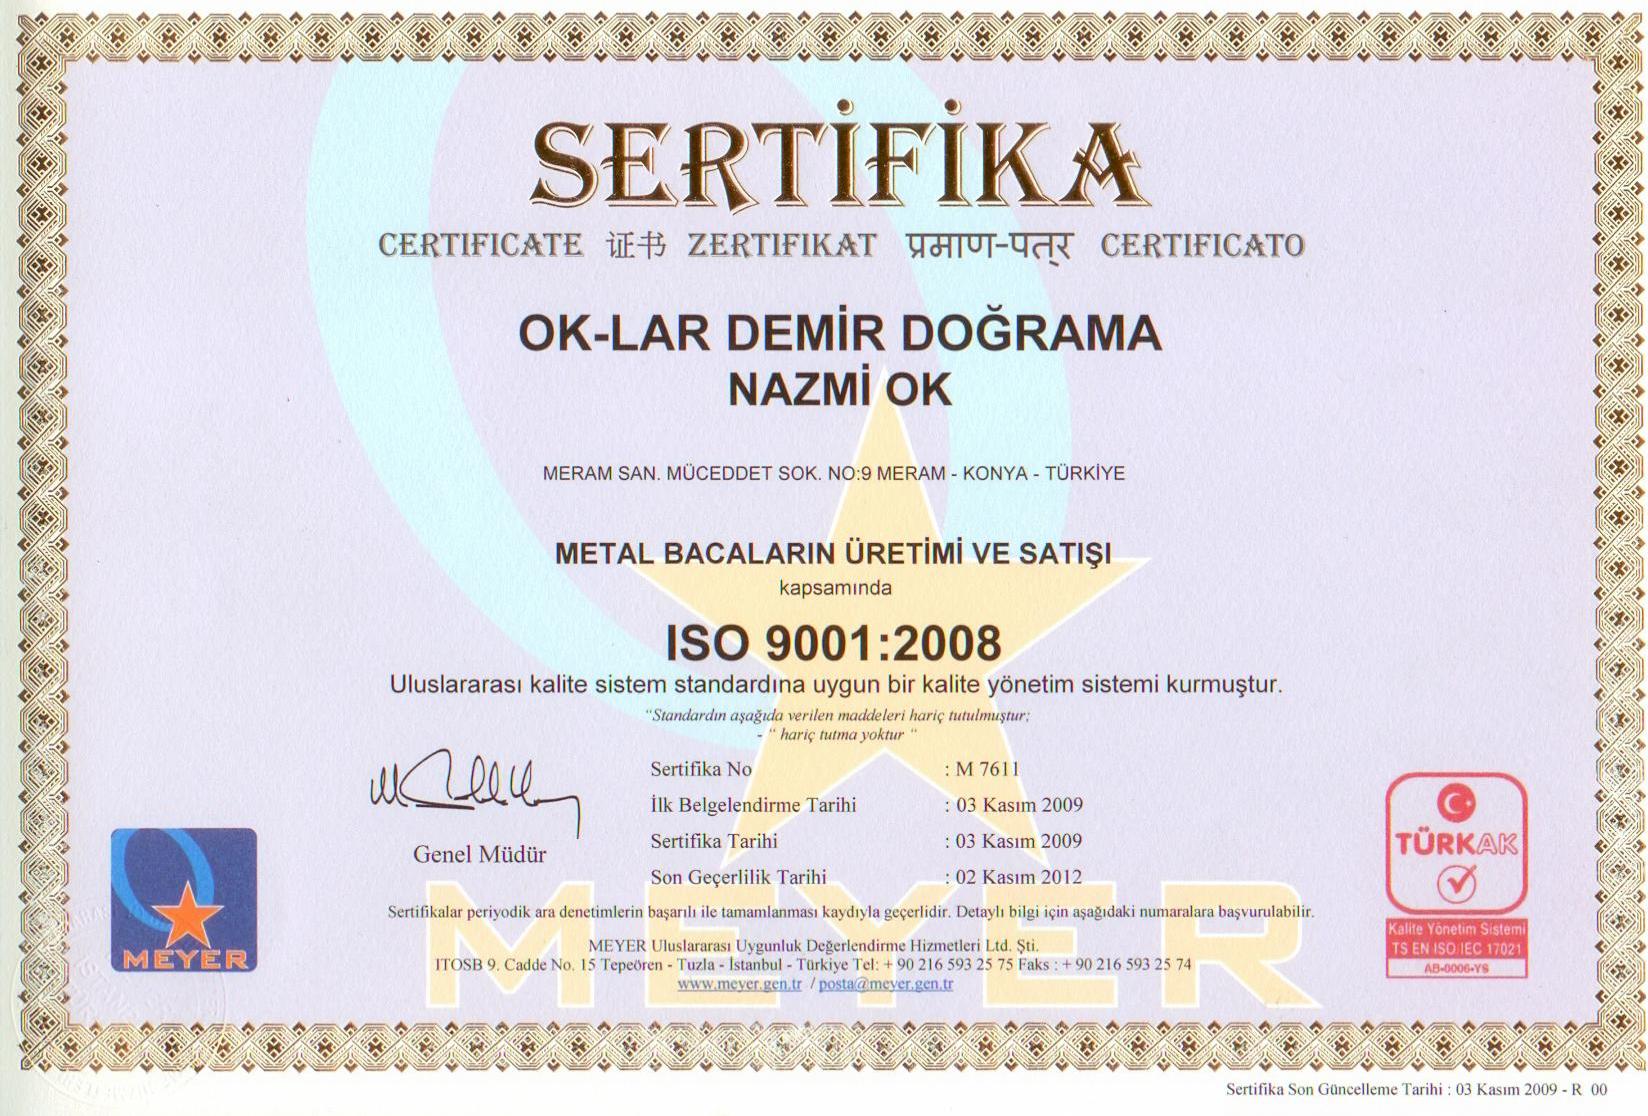 SERTİFİKA
CERTIFICATE 证书 ZERTIFIKAT प्रमाण-पत्र CERTIFICATO
OK-LAR DEMİR DOĞRAMA
NAZMİ OK
MERAM SAN. MÜCEDDET SOK. NO:9 MERAM - KONYA - TÜRKİYE
METAL BACALARIN ÜRETİMİ VE SATIŞI
kapsamında
ISO 9001:2008
Uluslararası kalite sistem standardına uygun bir kalite yönetim sistemi kurmuştur.
"Standardın aşağıda verilen maddeleri hariç tutulmuştur;
- " hariç tutma yoktur "
Sertifika No : M 7611
İlk Belgelendirme Tarihi : 03 Kasım 2009
Sertifika Tarihi : 03 Kasım 2009
Son Geçerlilik Tarihi : 02 Kasım 2012
Genel Müdür
MEYER
TÜRKAK
Kalite Yönetim Sistemi
TS EN ISO IEC 17021
AB-0006-YS
MEYER
Sertifikalar periyodik ara denetimlerin başarılı ile tamamlanması kaydıyla geçerlidir. Detaylı bilgi için aşağıdaki numaralara başvurulabilir.
MEYER Uluslararası Uygunluk Değerlendirme Hizmetleri Ltd. Şti.
ITOSB 9. Cadde No. 15 Tepeören - Tuzla - İstanbul - Türkiye Tel: + 90 216 593 25 75 Faks : + 90 216 593 25 74
www.meyer.gen.tr / posta@meyer.gen.tr
Sertifika Son Güncelleme Tarihi : 03 Kasım 2009 - R 00